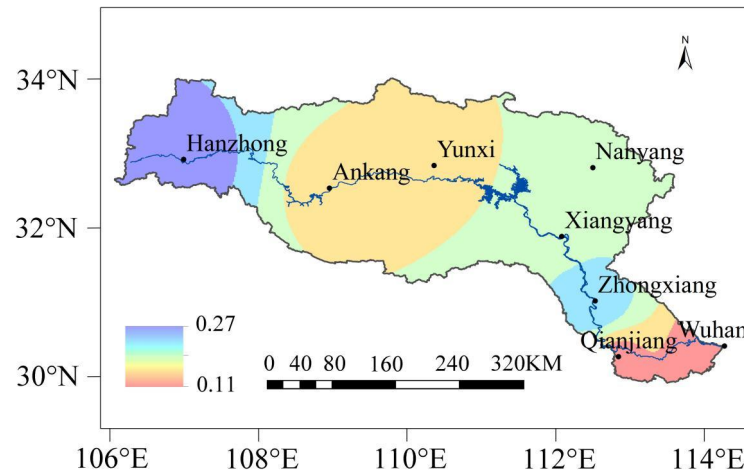 N
34°N
Hanzhong
Yunxi
Nanyang
Ankang
32°N
Xiangyang
Zhongxiang
0.27
Qianjiang
Wuhan
0.11
0 40 80 160 240 320KM
30°N
106°E 108°E 110°E 112°E 114°E